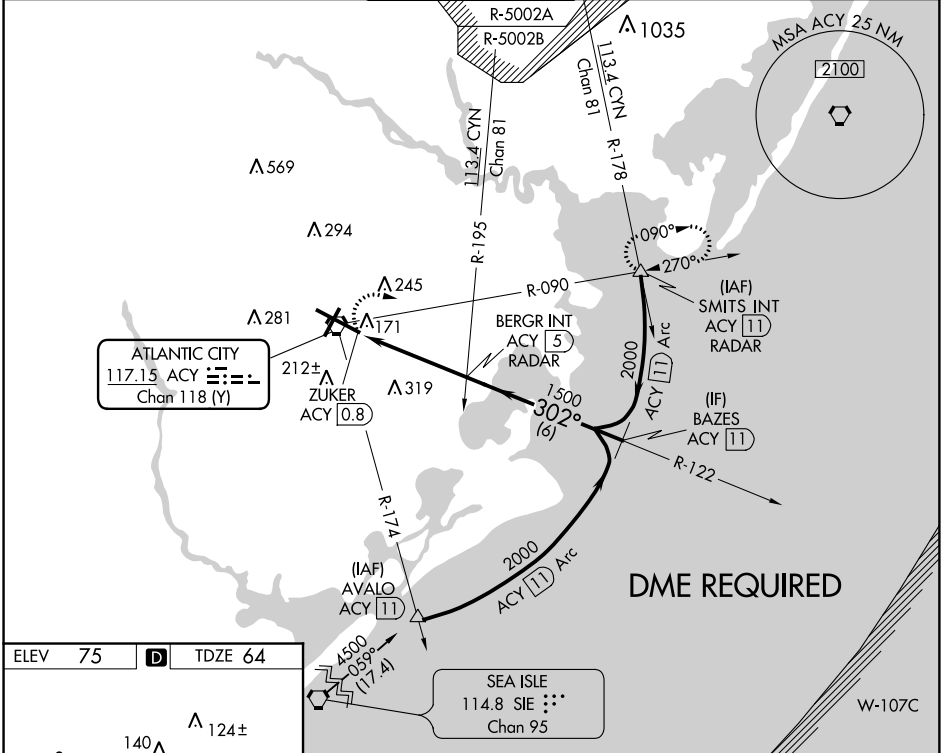 R-5002A
R-5002B
1035
MSA ACY 25 NM
2100
113.4 CYN
Chan 81
113.4 CYN
Chan 81
R-178
R-195
569
294
245
281
171
090°
270°
R-090
(IAF)
SMITS INT
ACY 11
RADAR
BERGR INT
ACY 5
RADAR
2000
ACY 11 Arc
ATLANTIC CITY
117.15 ACY
Chan 118 (Y)
212±
319
ZUKER
ACY 0.8
1500
302°
(6)
(IF)
BAZES
ACY 11
R-122
R-174
2000
ACY 11 Arc
(IAF)
AVALO
ACY 11
DME REQUIRED
4500
059°
(17.4)
SEA ISLE
114.8 SIE
Chan 95
W-107C
ELEV 75 D TDZE 64
124±
140